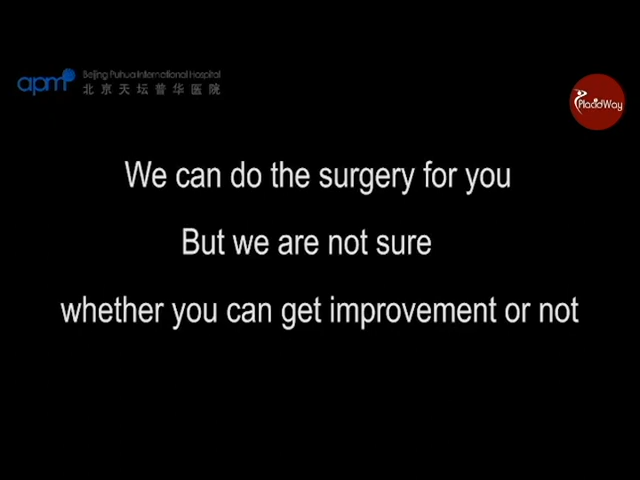 apm Beijing Puhua International Hospital
北京天坛普华医院
PlacidWay
We can do the surgery for you
But we are not sure
whether you can get improvement or not